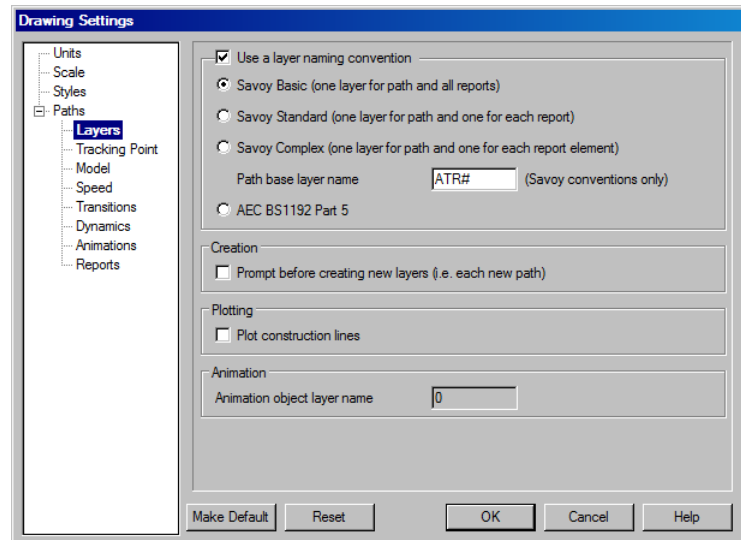 Drawing Settings
Units
Scale
Styles
Paths
Layers
Tracking Point
Model
Speed
Transitions
Dynamics
Animations
Reports
Use a layer naming convention
Savoy Basic (one layer for path and all reports)
Savoy Standard (one layer for path and one for each report)
Savoy Complex (one layer for path and one for each report element)
Path base layer name ATR# (Savoy conventions only)
AEC BS1192 Part 5
Creation
Prompt before creating new layers (i.e. each new path)
Plotting
Plot construction lines
Animation
Animation object layer name 0
Make Default Reset OK Cancel Help